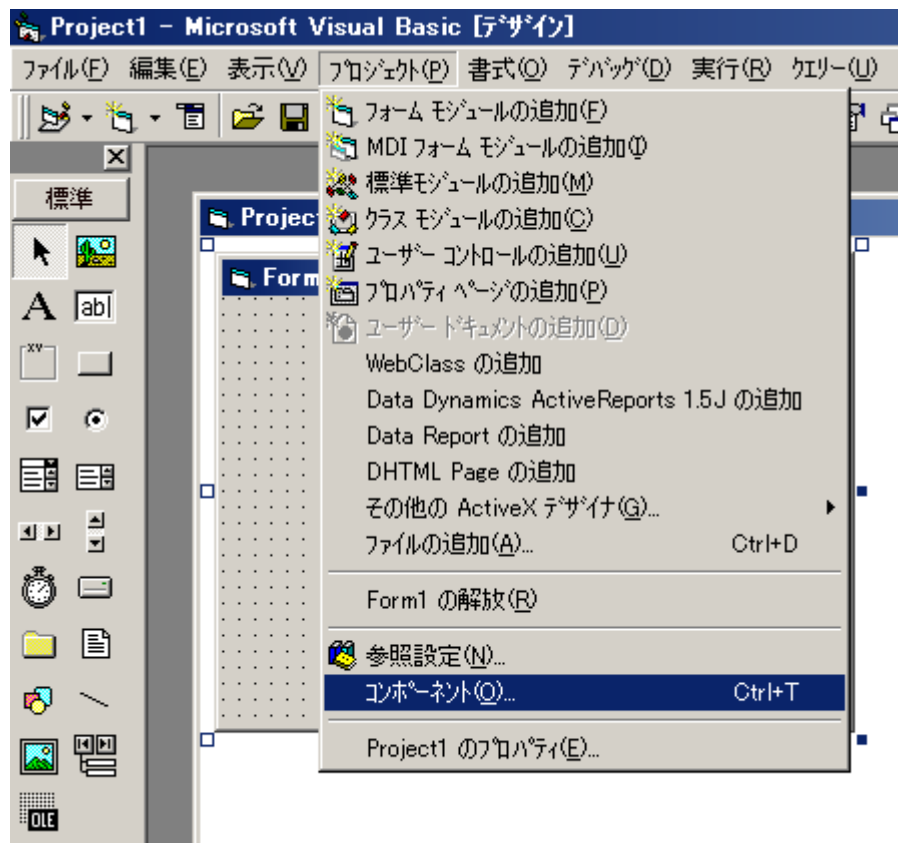 Project1 - Microsoft Visual Basic [ﾃﾞｻﾞｲﾝ]
ﾌｧｲﾙ(F) 編集(E) 表示(V) ﾌﾟﾛｼﾞｪｸﾄ(P) 書式(O) ﾃﾞﾊﾞｯｸﾞ(D) 実行(R) ｸｴﾘｰ(U)
標準
Projec
Form
A
ab|
XY
OLE
ﾌｫｰﾑ ﾓｼﾞｭｰﾙの追加(F)
MDI ﾌｫｰﾑ ﾓｼﾞｭｰﾙの追加(I)
標準ﾓｼﾞｭｰﾙの追加(M)
ｸﾗｽ ﾓｼﾞｭｰﾙの追加(C)
ﾕｰｻﾞｰ ｺﾝﾄﾛｰﾙの追加(U)
ﾌﾟﾛﾊﾟﾃｨ ﾍﾟｰｼﾞの追加(P)
ﾕｰｻﾞｰ ﾄﾞｷｭﾒﾝﾄの追加(D)
WebClass の追加
Data Dynamics ActiveReports 1.5J の追加
Data Report の追加
DHTML Page の追加
その他の ActiveX ﾃﾞｻﾞｲﾅ(G)...
ﾌｧｲﾙの追加(A)... Ctrl+D
Form1 の解放(R)
参照設定(N)...
ｺﾝﾎﾟｰﾈﾝﾄ(O)... Ctrl+T
Project1 のﾌﾟﾛﾊﾟﾃｨ(E)...